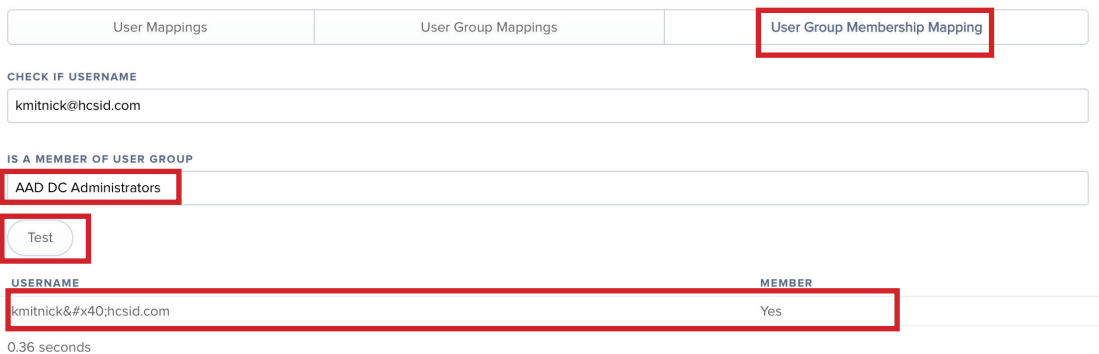 User Mappings User Group Mappings User Group Membership Mapping
CHECK IF USERNAME
kmitnick@hcsid.com
IS A MEMBER OF USER GROUP
AAD DC Administrators
Test
USERNAME MEMBER
kmitnick&#x40;hcsid.com Yes
0.36 seconds